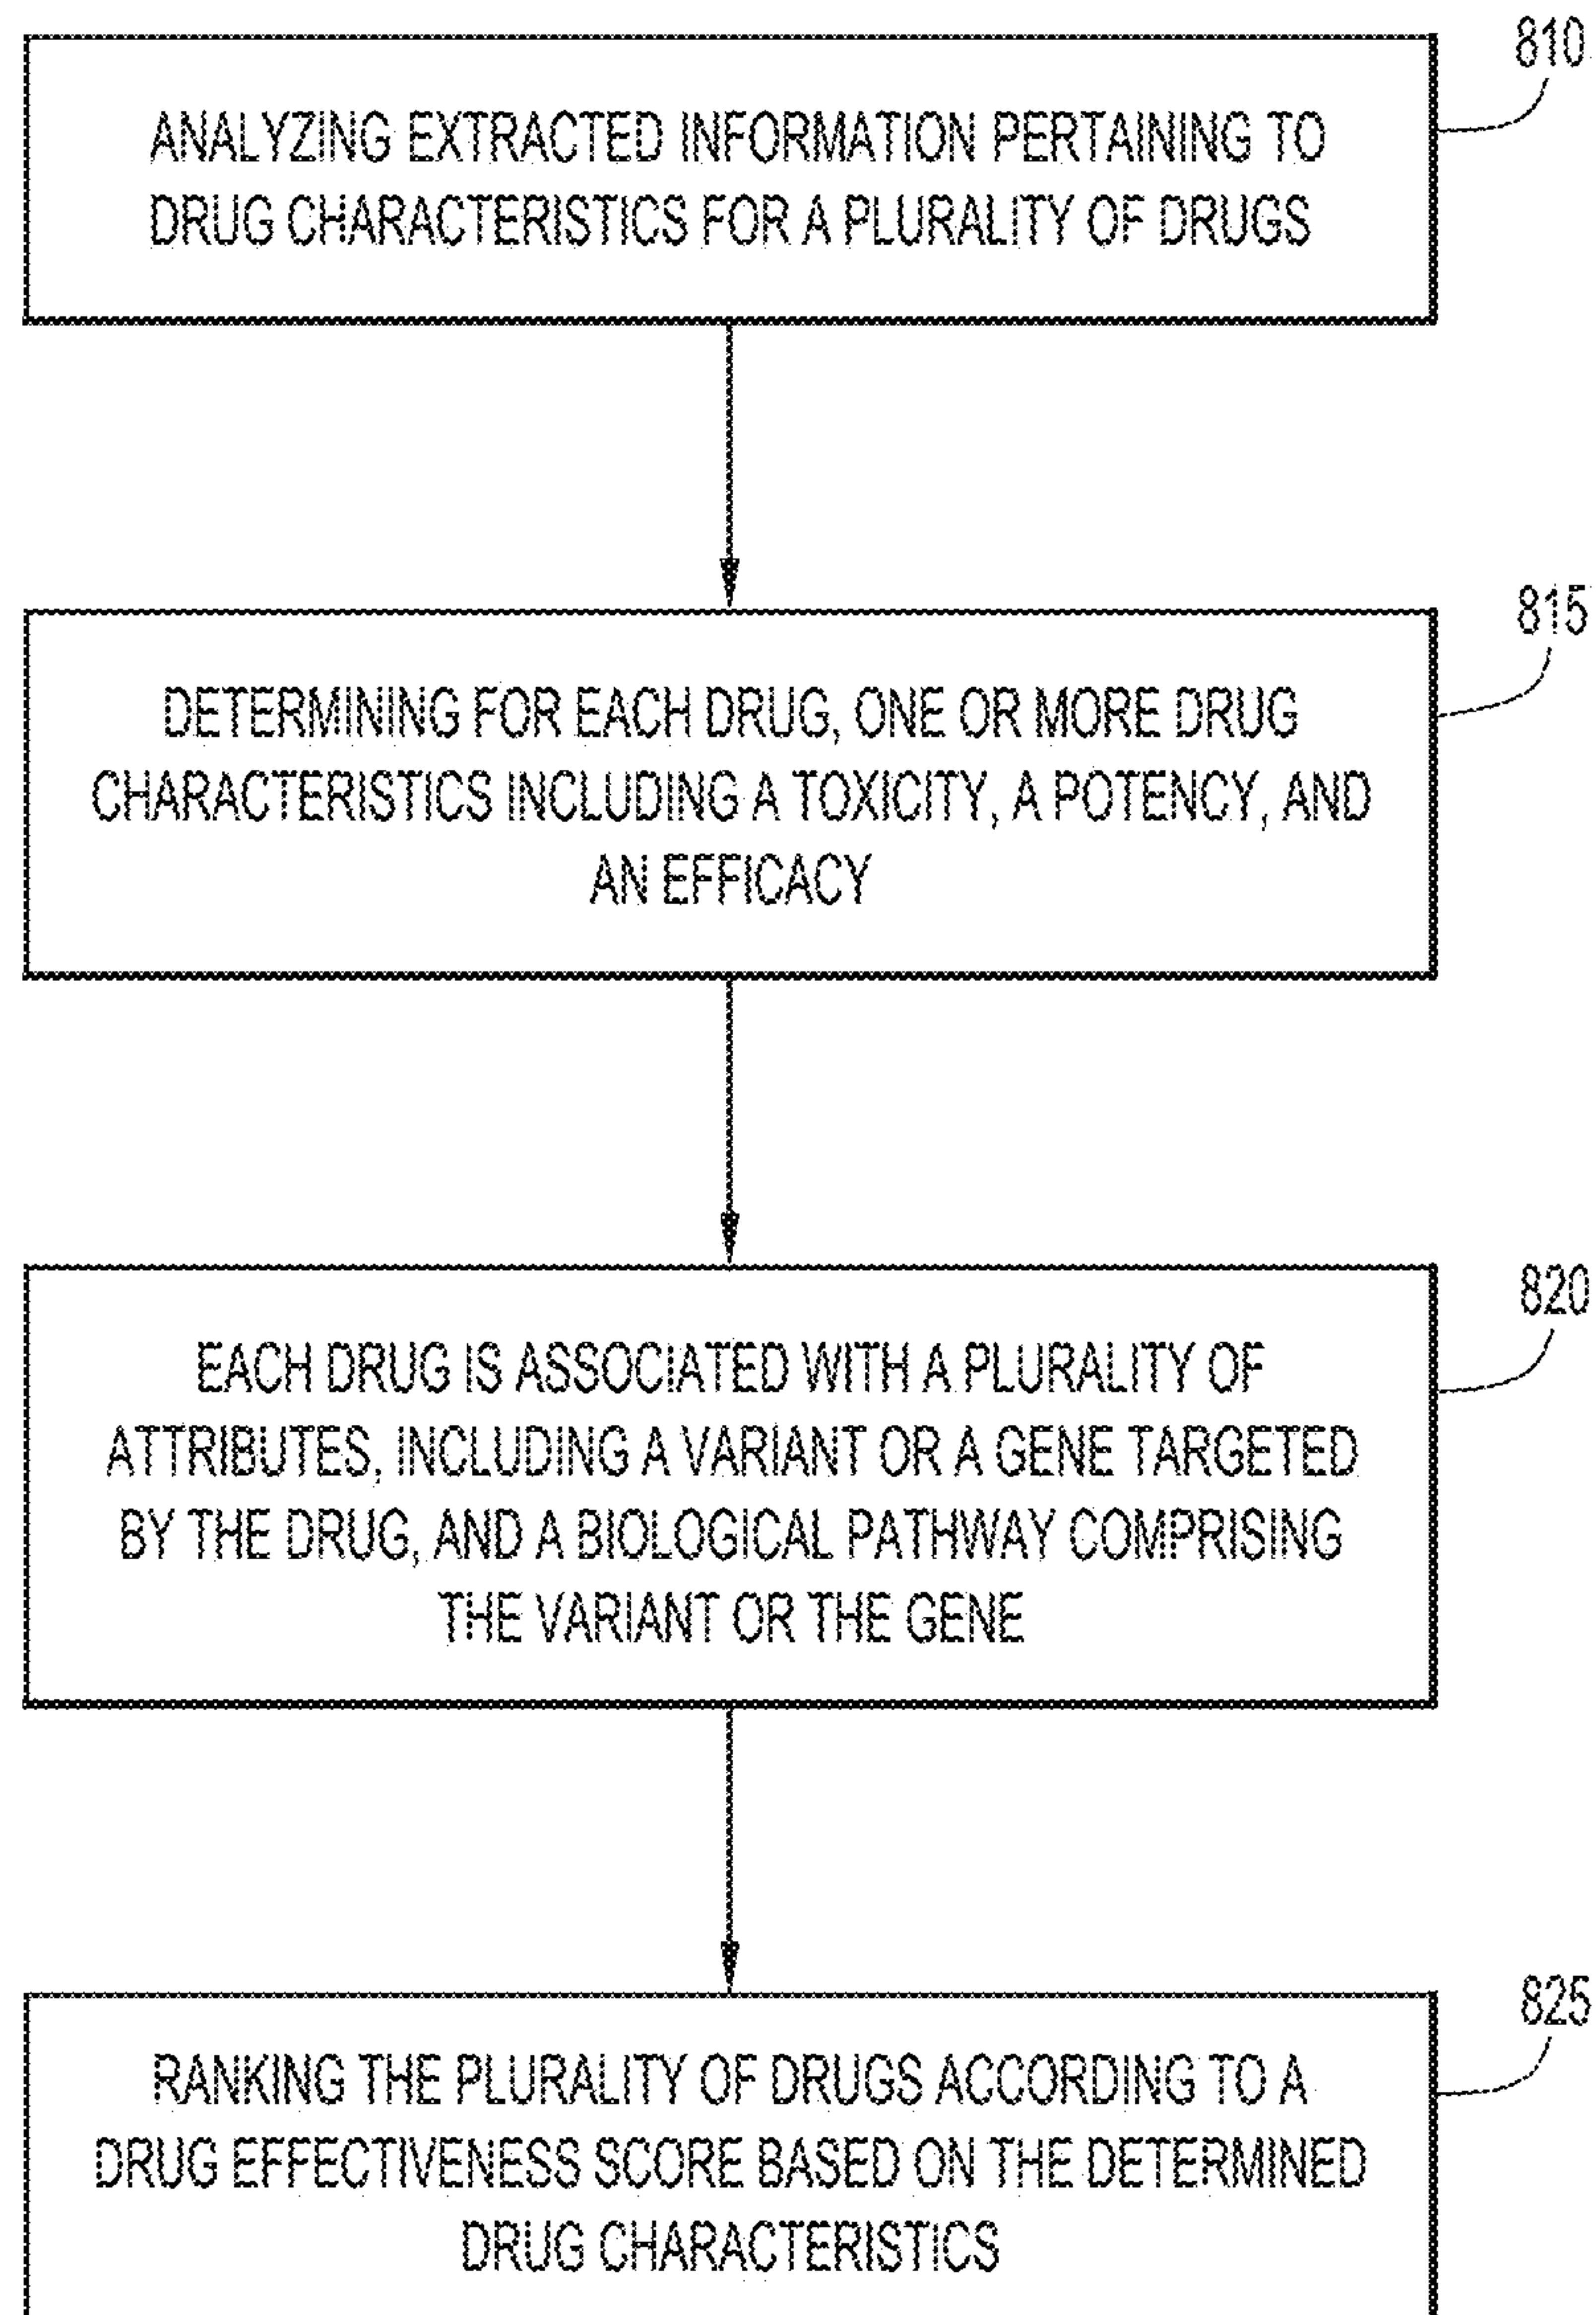 810
ANALYZING EXTRACTED INFORMATION PERTAINING TO
DRUG CHARACTERISTICS FOR A PLURALITY OF DRUGS
815
DETERMINING FOR EACH DRUG, ONE OR MORE DRUG
CHARACTERISTICS INCLUDING A TOXICITY, A POTENCY, AND
AN EFFICACY
820
EACH DRUG IS ASSOCIATED WITH A PLURALITY OF
ATTRIBUTES, INCLUDING A VARIANT OR A GENE TARGETED
BY THE DRUG, AND A BIOLOGICAL PATHWAY COMPRISING
THE VARIANT OR THE GENE
825
RANKING THE PLURALITY OF DRUGS ACCORDING TO A
DRUG EFFECTIVENESS SCORE BASED ON THE DETERMINED
DRUG CHARACTERISTICS